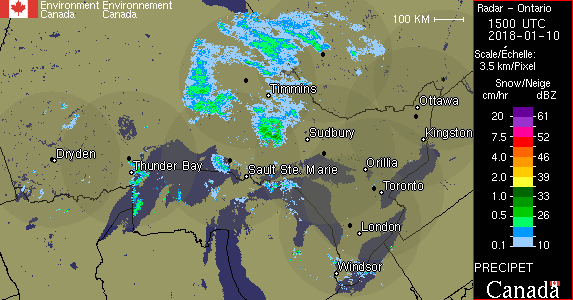 Environment Environnement
Canada Canada
100 KM
Timmins
Ottawa
Sudbury
Kingston
Dryden
Thunder Bay
Sault Ste. Marie
Orillia
Toronto
London
Windsor
Radar - Ontario
1500 UTC
2018-01-10
Scale/Échelle:
3.5 km/Pixel
Snow/Neige
cm/hr dBZ
20 61
7.5 52
4.0 46
2.0 39
1.0 33
0.5 26
0.1 10
PRECIPET
Canada